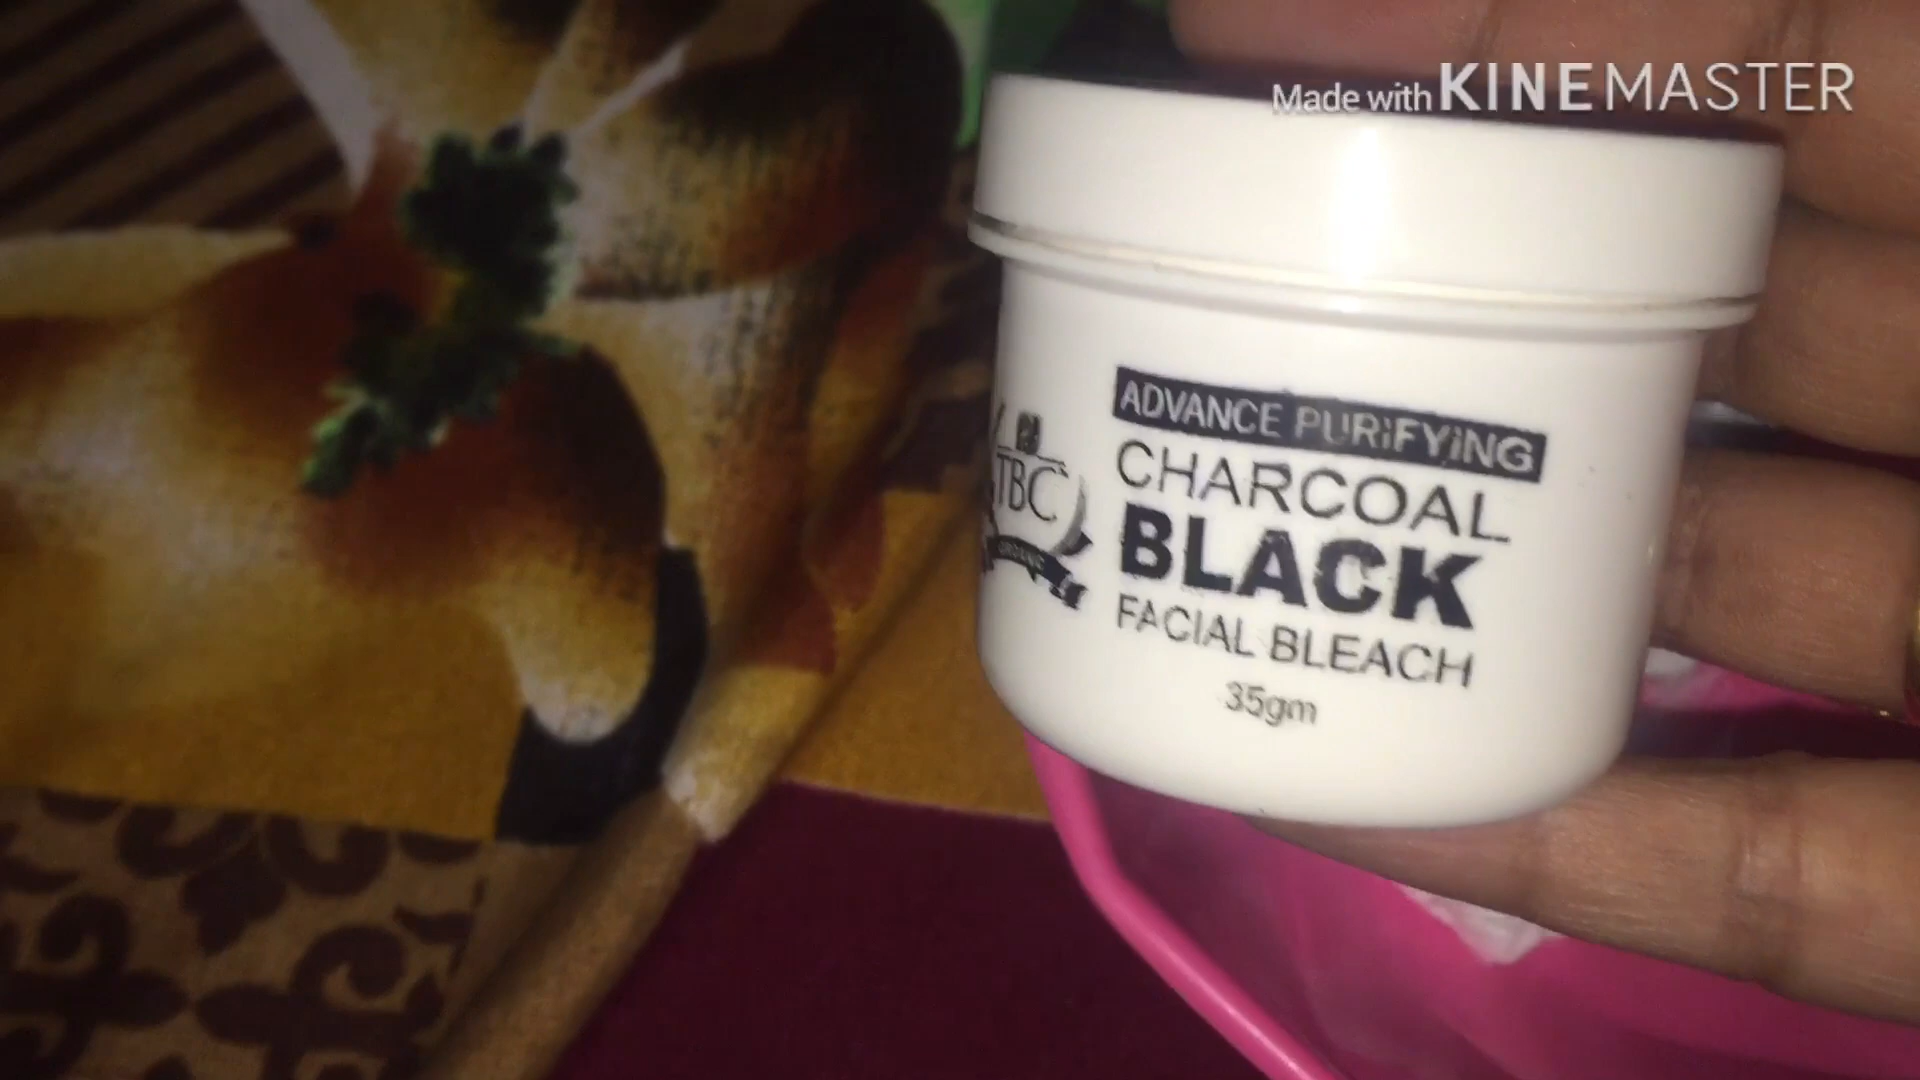 Made with KINEMASTER
TBC
ADVANCE PURIFYING
CHARCOAL
BLACK
FACIAL BLEACH
35gm